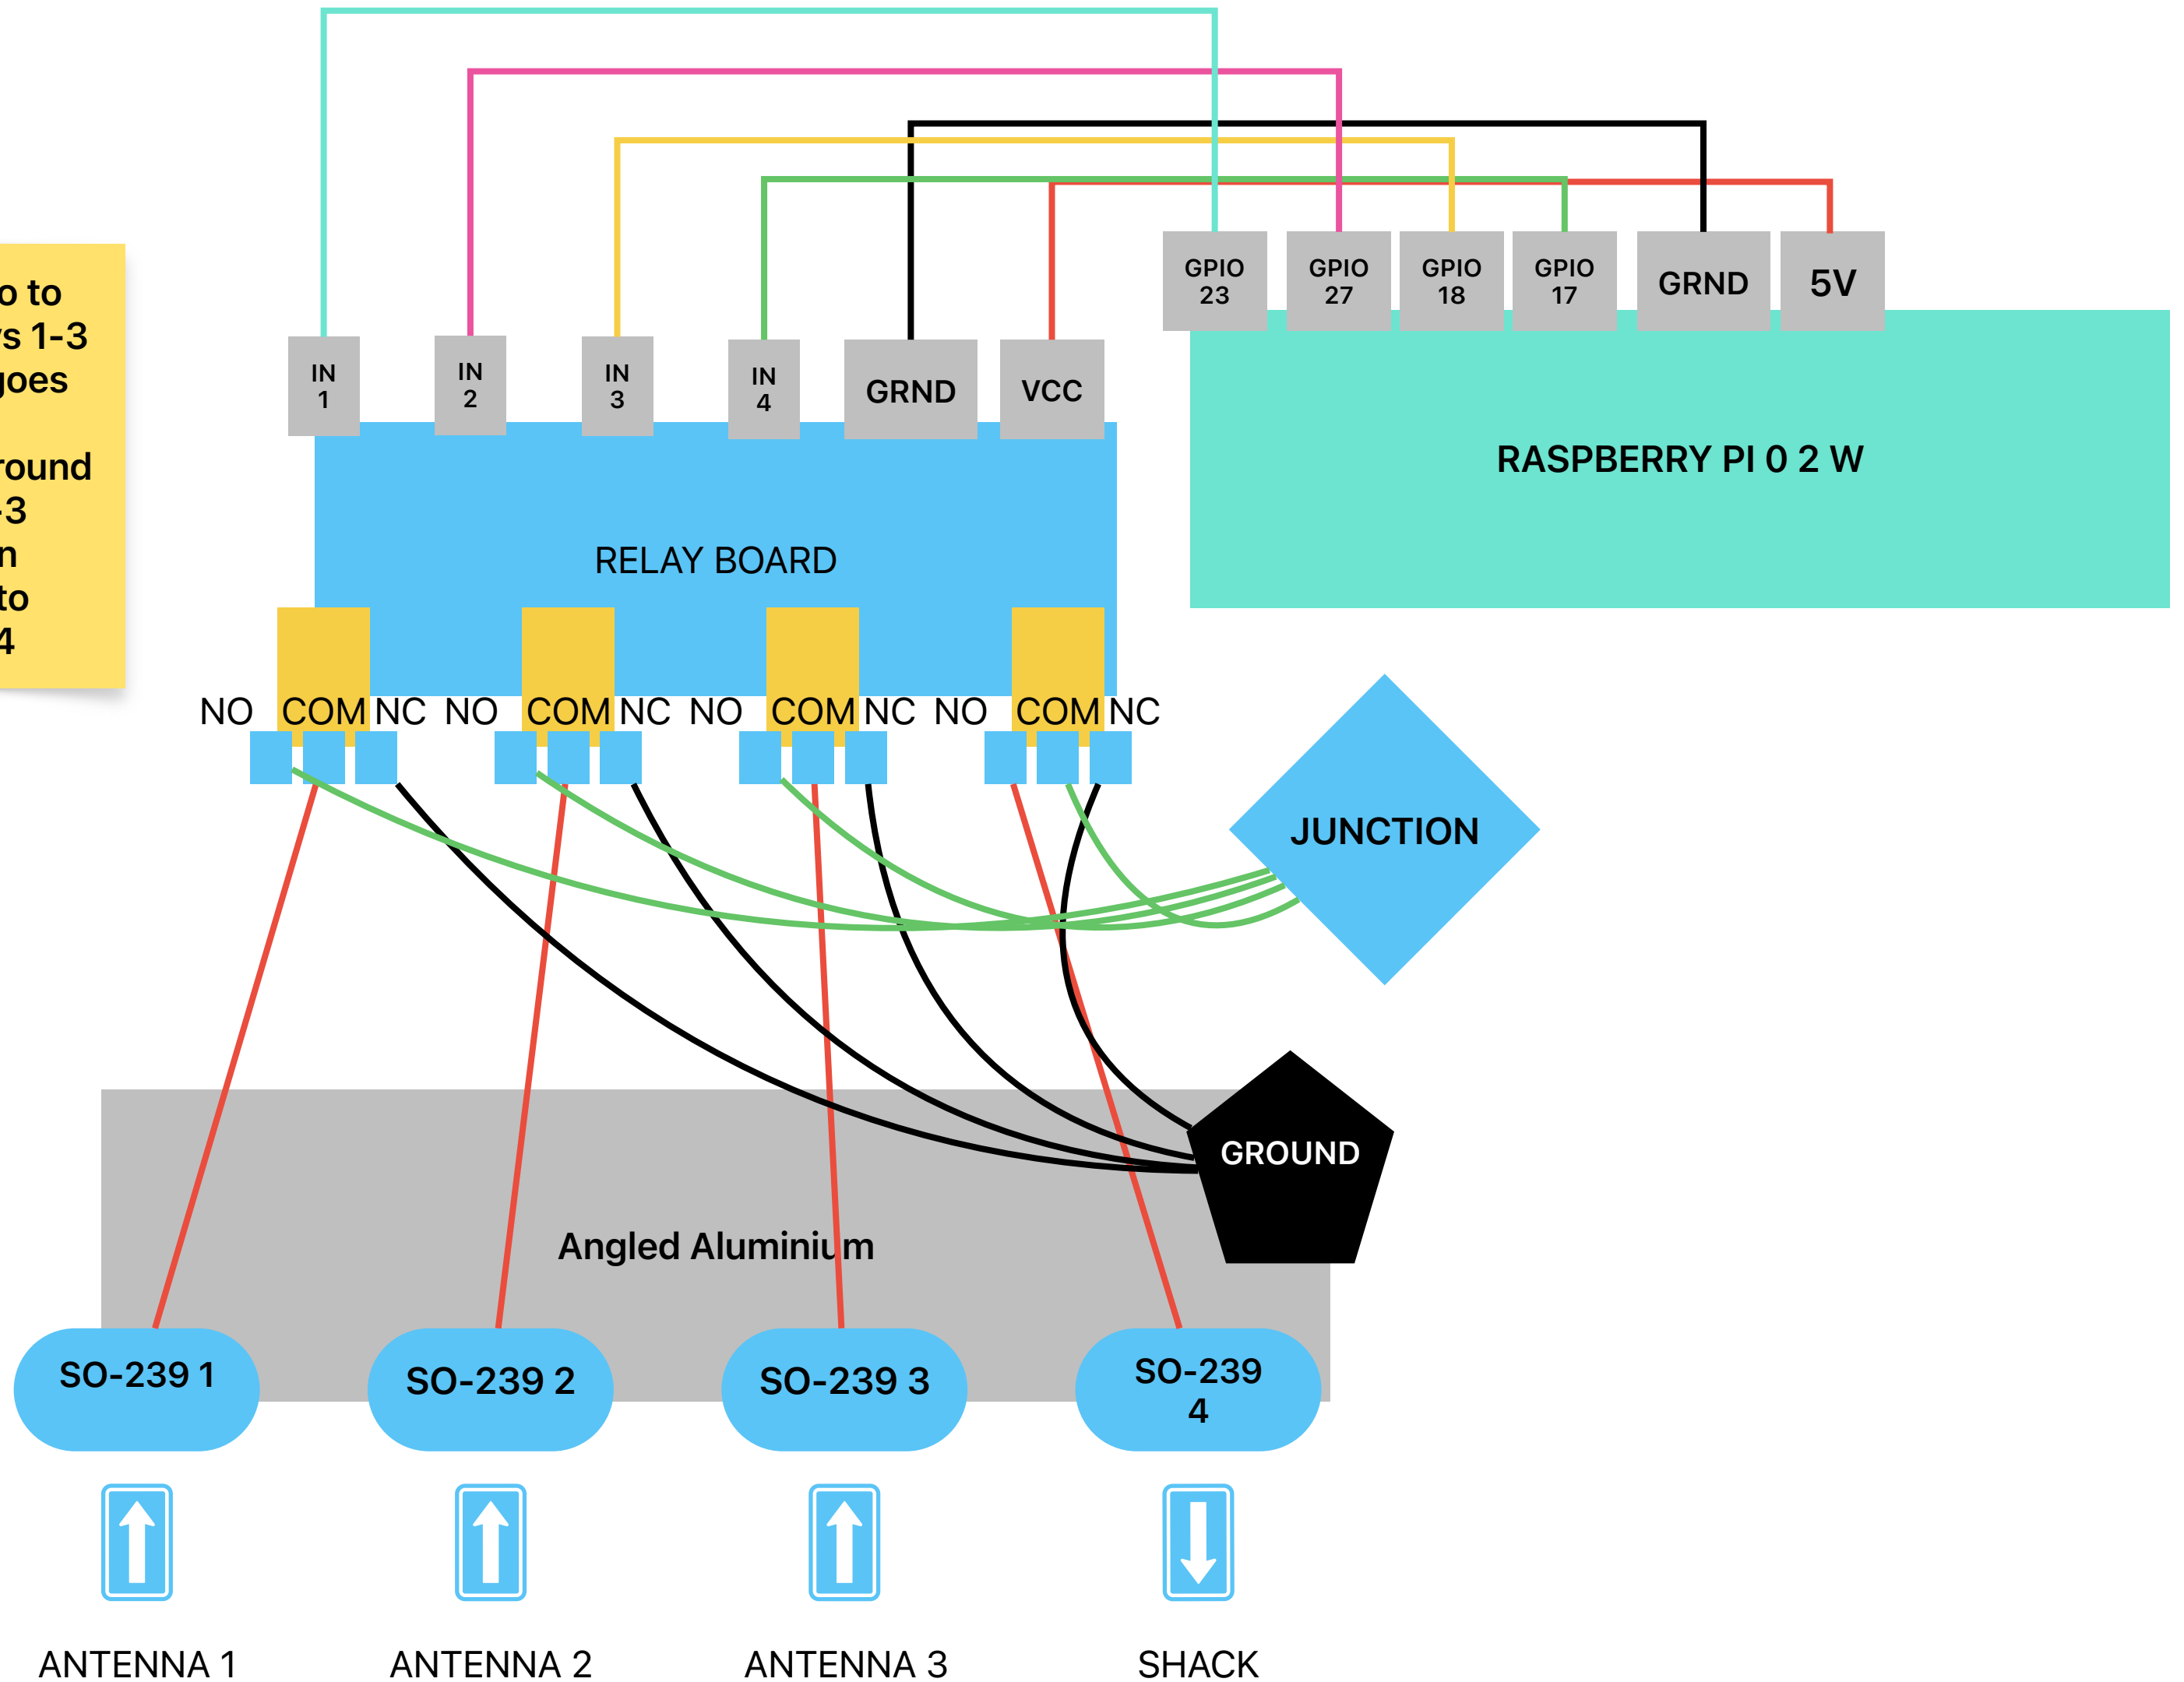 GPIO
23
GPIO
27
GPIO
18
GPIO
17
GRND
5V
o to
s 1-3
goes
round
-3
n
to
4
IN
1
IN
2
IN
3
IN
4
GRND
VCC
RASPBERRY PI 0 2 W
RELAY BOARD
NO COM NC NO COM NC NO COM NC NO COM NC
JUNCTION
GROUND
Angled Aluminium
SO-239 1
SO-239 2
SO-239 3
SO-239
4
ANTENNA 1
ANTENNA 2
ANTENNA 3
SHACK